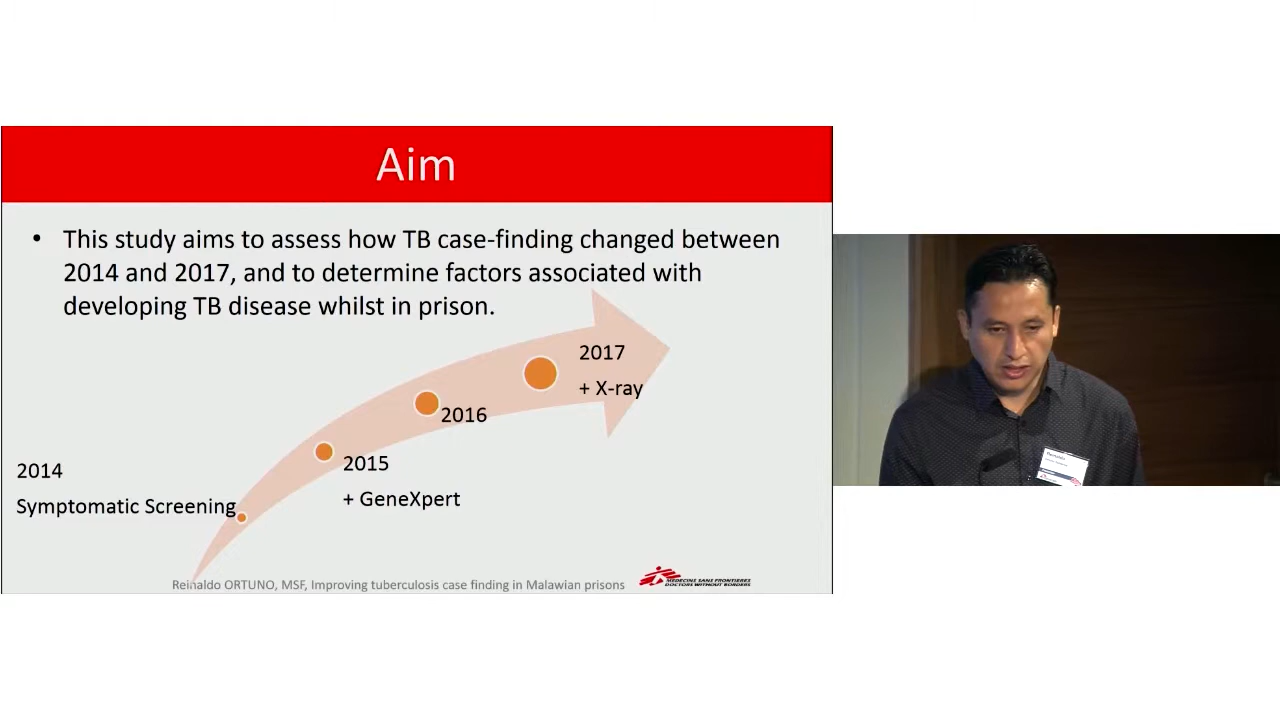 Aim
• This study aims to assess how TB case-finding changed between
2014 and 2017, and to determine factors associated with
developing TB disease whilst in prison.
2017
+ X-ray
2016
2015
+ GeneXpert
2014
Symptomatic Screening
Reinaldo ORTUNO, MSF, Improving tuberculosis case finding in Malawian prisons
MEDECINS SANS FRONTIERES
DOCTORS WITHOUT BORDERS